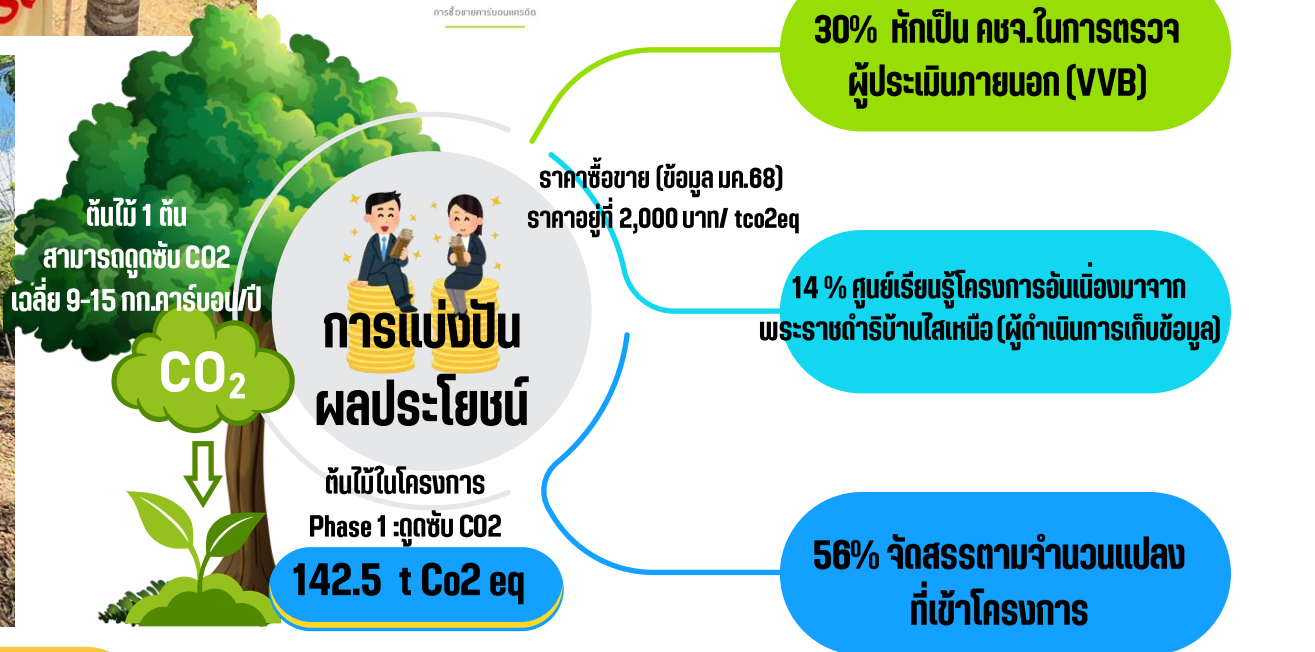 การซื้อขายคาร์บอนแครดิต
30% หักเป็น คชจ.ในการตรวจ
ผู้ประเมินภายนอก (VVB)
ราคาซื้อขาย (ข้อมูล มค.68)
ราคาอยู่ที่ 2,000 บาท/ tco2eq
ต้นไม้ 1 ต้น
สามารถดูดซับ CO2
เฉลี่ย 9-15 กก.คาร์บอน/ปี
CO2
การแบ่งปัน
ผลประโยชน์
14 % ศูนย์เรียนรู้โครงการอันเนื่องมาจาก
พระราชดำริบ้านไสเหนือ (ผู้ดำเนินการเก็บข้อมูล)
ต้นไม้ในโครงการ
Phase 1 :ดูดซับ CO2
142.5 t Co2 eq
56% จัดสรรตามจำนวนแปลง
ที่เข้าโครงการ